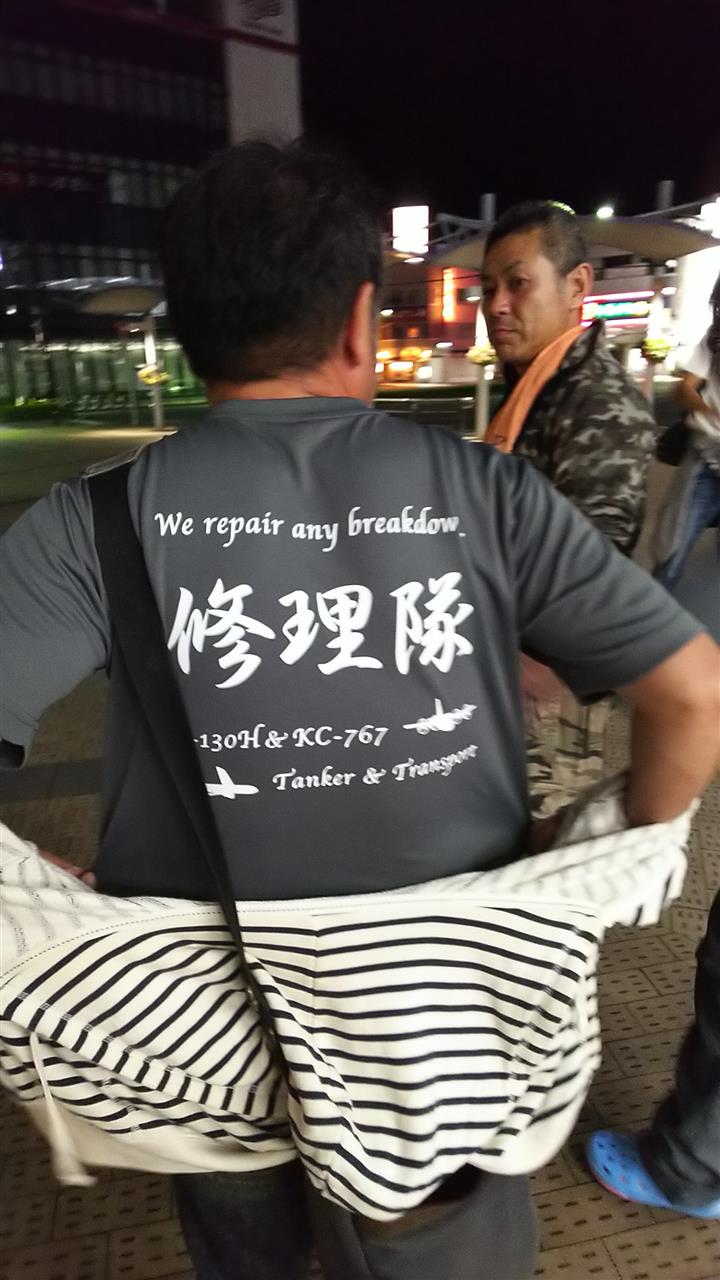 We repair any breakdow
修理隊
-130H & KC-767
Tanker & Transport